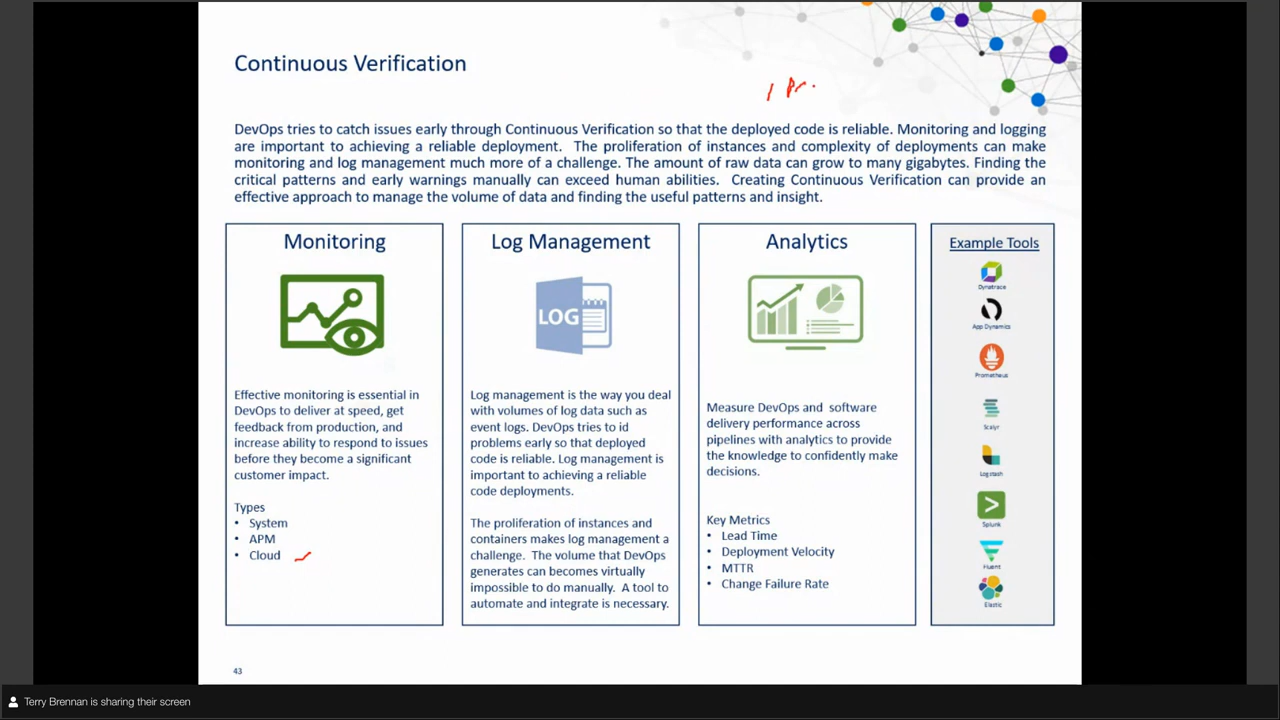 Continuous Verification
DevOps tries to catch issues early through Continuous Verification so that the deployed code is reliable. Monitoring and logging
are important to achieving a reliable deployment. The proliferation of instances and complexity of deployments can make
monitoring and log management much more of a challenge. The amount of raw data can grow to many gigabytes. Finding the
critical patterns and early warnings manually can exceed human abilities. Creating Continuous Verification can provide an
effective approach to manage the volume of data and finding the useful patterns and insight.
Monitoring
Effective monitoring is essential in
DevOps to deliver at speed, get
feedback from production, and
increase ability to respond to issues
before they become a significant
customer impact.
Types
• System
• APM
• Cloud
Log Management
LOG
Log management is the way you deal
with volumes of log data such as
event logs. DevOps tries to id
problems early so that deployed
code is reliable. Log management is
important to achieving a reliable
code deployments.
The proliferation of instances and
containers makes log management a
challenge. The volume that DevOps
generates can becomes virtually
impossible to do manually. A tool to
automate and integrate is necessary.
Analytics
Measure DevOps and software
delivery performance across
pipelines with analytics to provide
the knowledge to confidently make
decisions.
Key Metrics
• Lead Time
• Deployment Velocity
• MTTR
• Change Failure Rate
Example Tools
Dynatrace
App Dynamics
Prometheus
Scalyr
Logstash
Splunk
Fluent
Elastic
43
Terry Brennan is sharing their screen